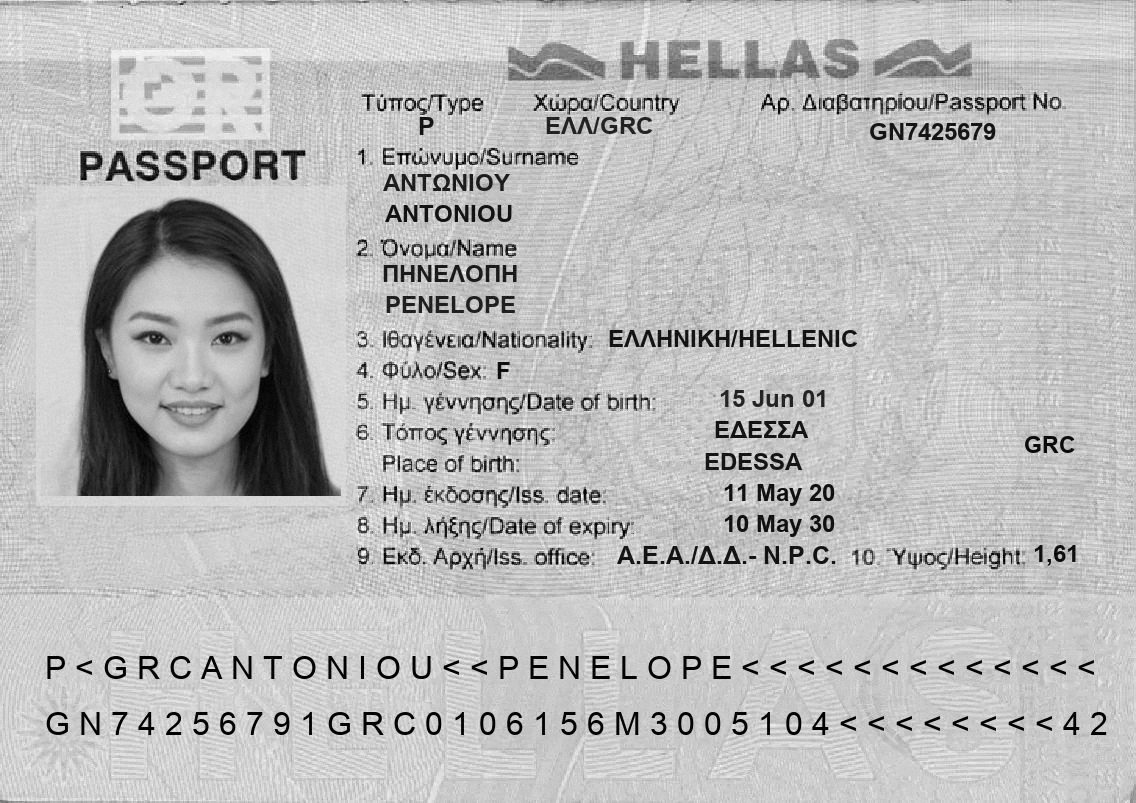 HELLAS
GR
PASSPORT
Τύπος/Type Χώρα/Country Αρ. Διαβατηρίου/Passport No.
P ΕΛΛ/GRC GN7425679
1. Επώνυμο/Surname
ΑΝΤΩΝΙΟΥ
ANTONIOU
2. Όνομα/Name
ΠΗΝΕΛΟΠΗ
PENELOPE
3. Ιθαγένεια/Nationality: ΕΛΛΗΝΙΚΗ/HELLENIC
4. Φύλο/Sex: F
5. Ημ. γέννησης/Date of birth: 15 Jun 01
6. Τόπος γέννησης: ΕΔΕΣΣΑ
GRC
Place of birth: EDESSA
7. Ημ. έκδοσης/Iss. date: 11 May 20
8. Ημ. λήξης/Date of expiry: 10 May 30
9 Εκδ. Αρχή/Iss. office: Α.Ε.Α./Δ.Δ.- N.P.C. 10. Ύψος/Height: 1,61
HELLAS
P<GRCANTONIOU<<PENELOPE<<<<<<<<<<<<<
GN74256791GRC0106156M3005104<<<<<<<<42